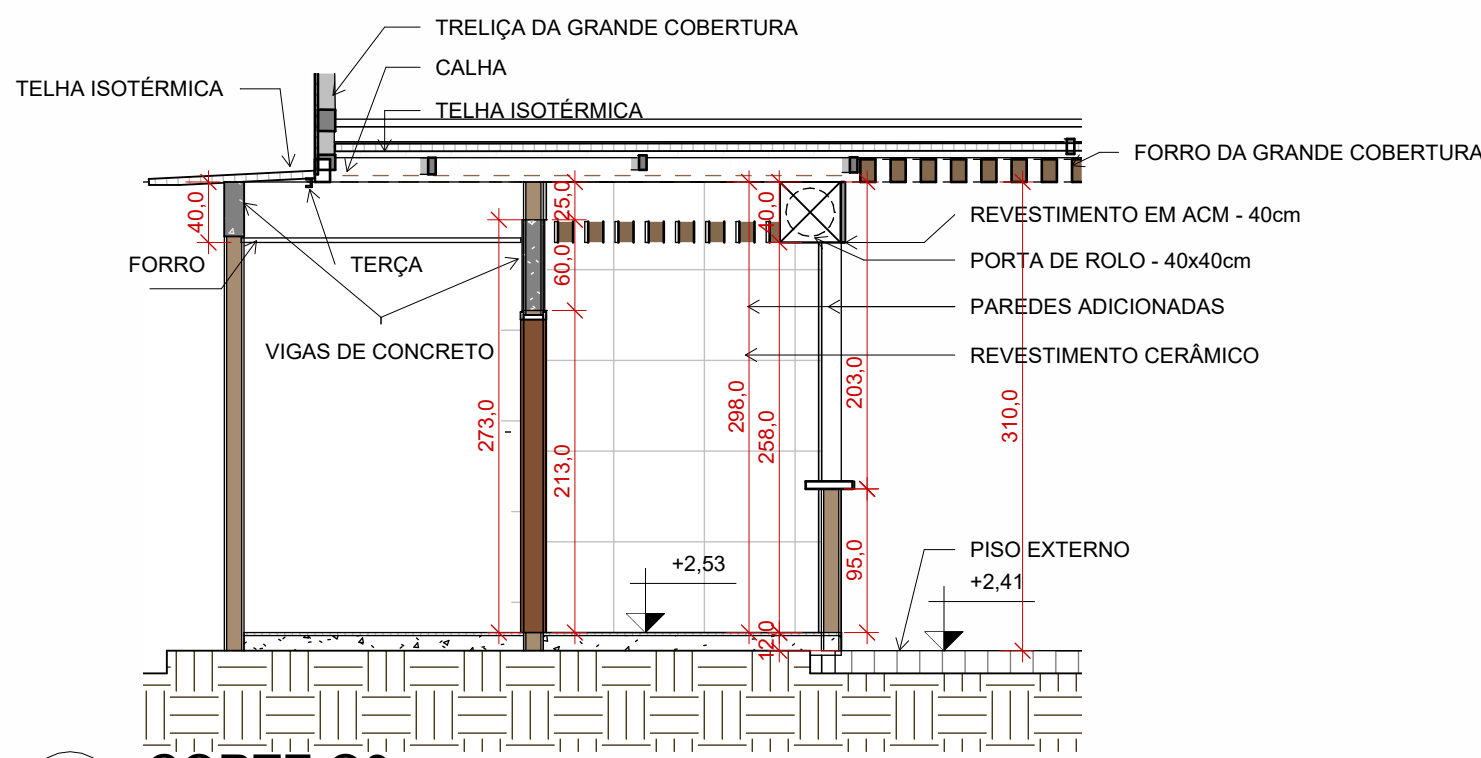 TRELIÇA DA GRANDE COBERTURA
CALHA
TELHA ISOTÉRMICA
TELHA ISOTÉRMICA
FORRO DA GRANDE COBERTURA
40,0
25,0
40,0
REVESTIMENTO EM ACM - 40cm
FORRO
TERÇA
60,0
PORTA DE ROLO - 40x40cm
PAREDES ADICIONADAS
VIGAS DE CONCRETO
REVESTIMENTO CERÂMICO
273,0
213,0
298,0
258,0
203,0
310,0
95,0
PISO EXTERNO
+2,53
+2,41
12,0